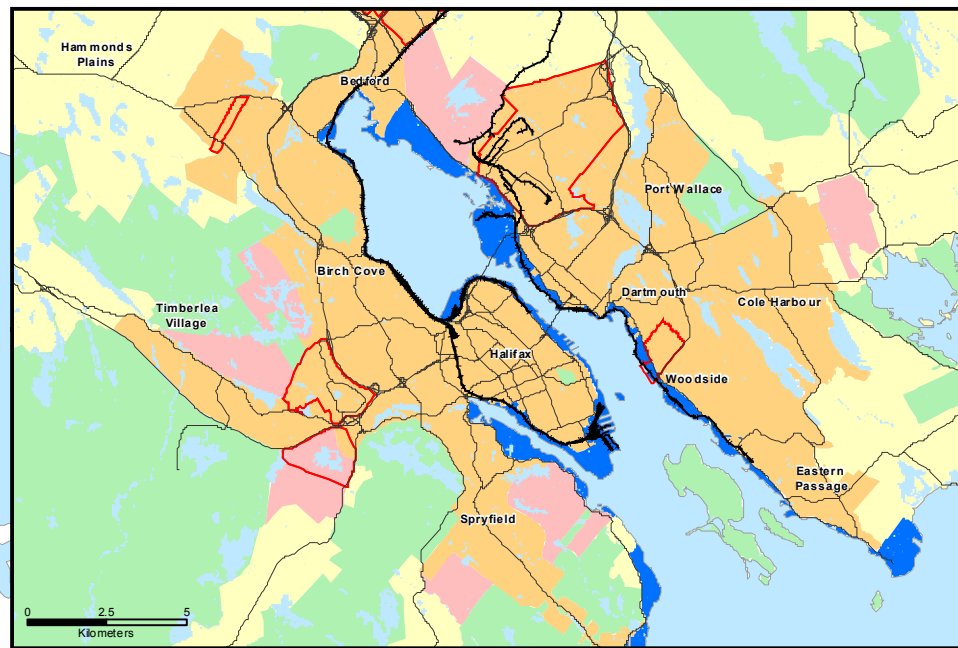 Hammonds
Plains
Bedford
Port Wallace
Birch Cove
Dartmouth
Cole Harbour
Timberlea
Village
Halifax
Woodside
Eastern
Passage
Spryfield
0 2.5 5
Kilometers